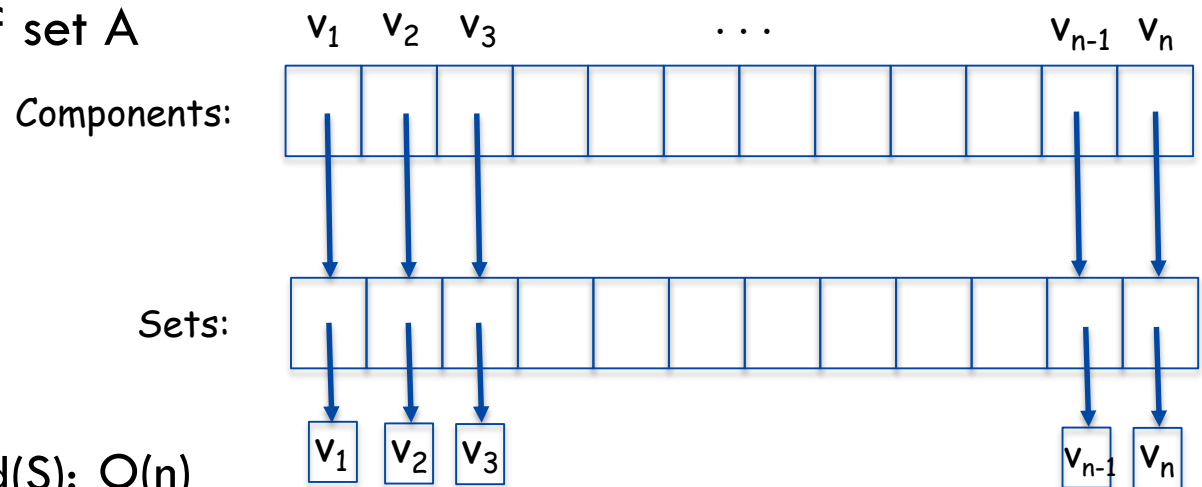 f set A
v₁ v₂ v₃ ... vₙ₋₁ vₙ
Components:
Sets:
v₁ v₂ v₃ vₙ₋₁ vₙ
d(S): O(n)